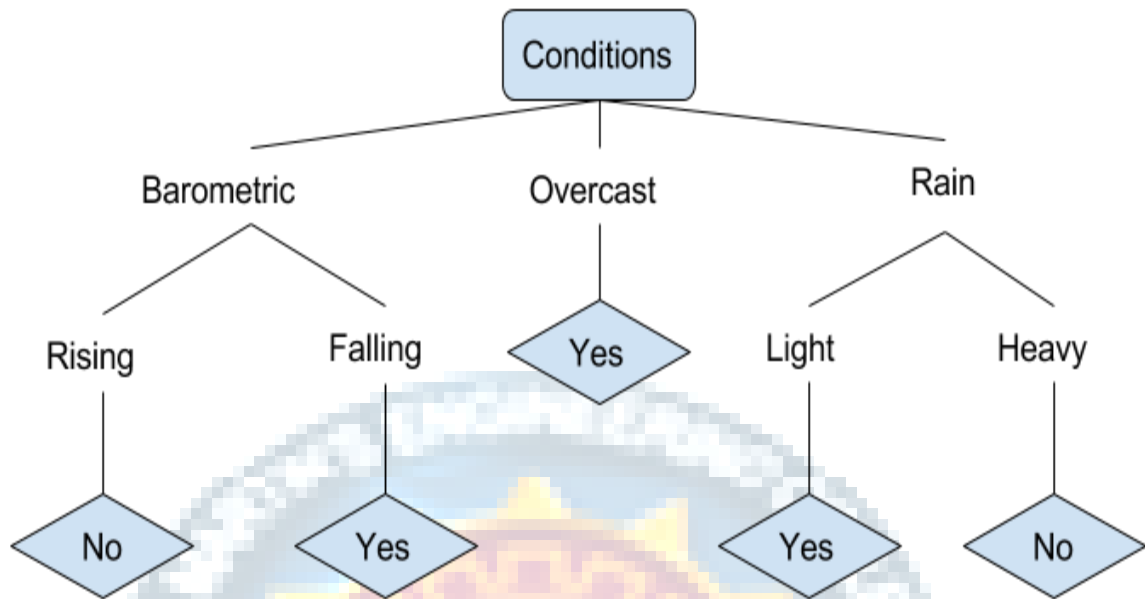 Conditions
Barometric
Overcast
Rain
Rising
Falling
Yes
Light
Heavy
No
Yes
Yes
No